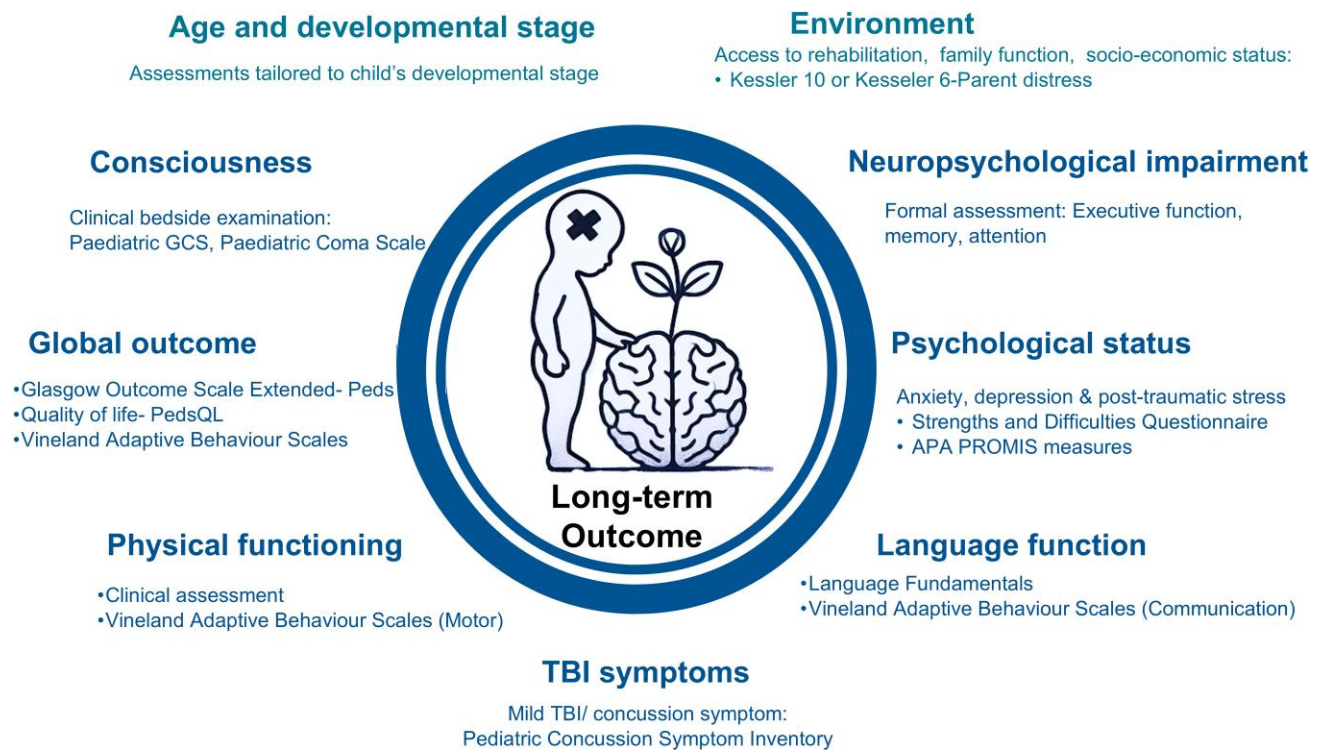 Age and developmental stage
Assessments tailored to child's developmental stage
Environment
Access to rehabilitation, family function, socio-economic status:
• Kessler 10 or Kesseler 6-Parent distress
Consciousness
Clinical bedside examination:
Paediatric GCS, Paediatric Coma Scale
Neuropsychological impairment
Formal assessment: Executive function,
memory, attention
Global outcome
•Glasgow Outcome Scale Extended- Peds
•Quality of life- PedsQL
•Vineland Adaptive Behaviour Scales
Psychological status
Anxiety, depression & post-traumatic stress
• Strengths and Difficulties Questionnaire
• APA PROMIS measures
Long-term
Outcome
Physical functioning
•Clinical assessment
•Vineland Adaptive Behaviour Scales (Motor)
Language function
•Language Fundamentals
•Vineland Adaptive Behaviour Scales (Communication)
TBI symptoms
Mild TBI/ concussion symptom:
Pediatric Concussion Symptom Inventory